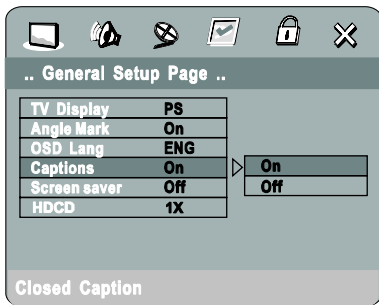 .. General Setup Page ..
TV Display PS
Angle Mark On
OSD Lang ENG
Captions On On
Screen saver Off Off
HDCD 1X
Closed Caption